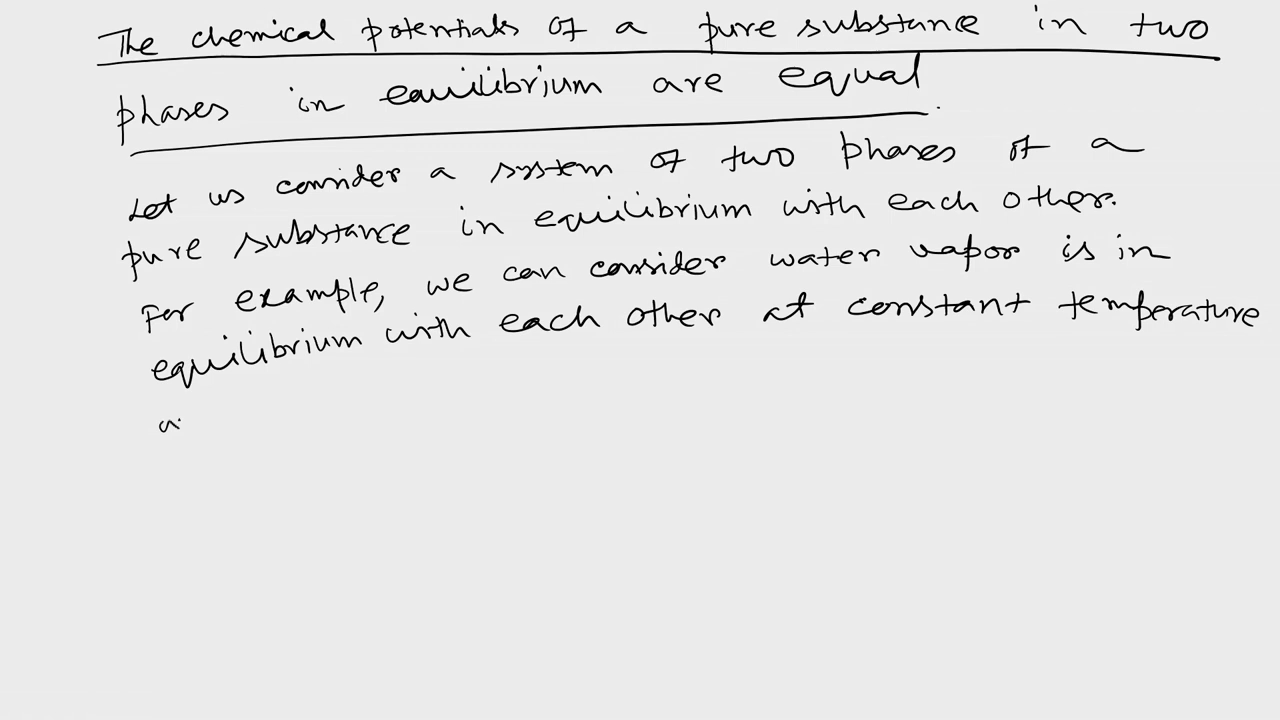 The chemical potentials of a pure substance in two
phases in equilibrium are equal.
Let us consider a system of two phases of a
pure substance in equilibrium with each other.
For example, we can consider water vapor is in
equilibrium with each other at constant temperature
a